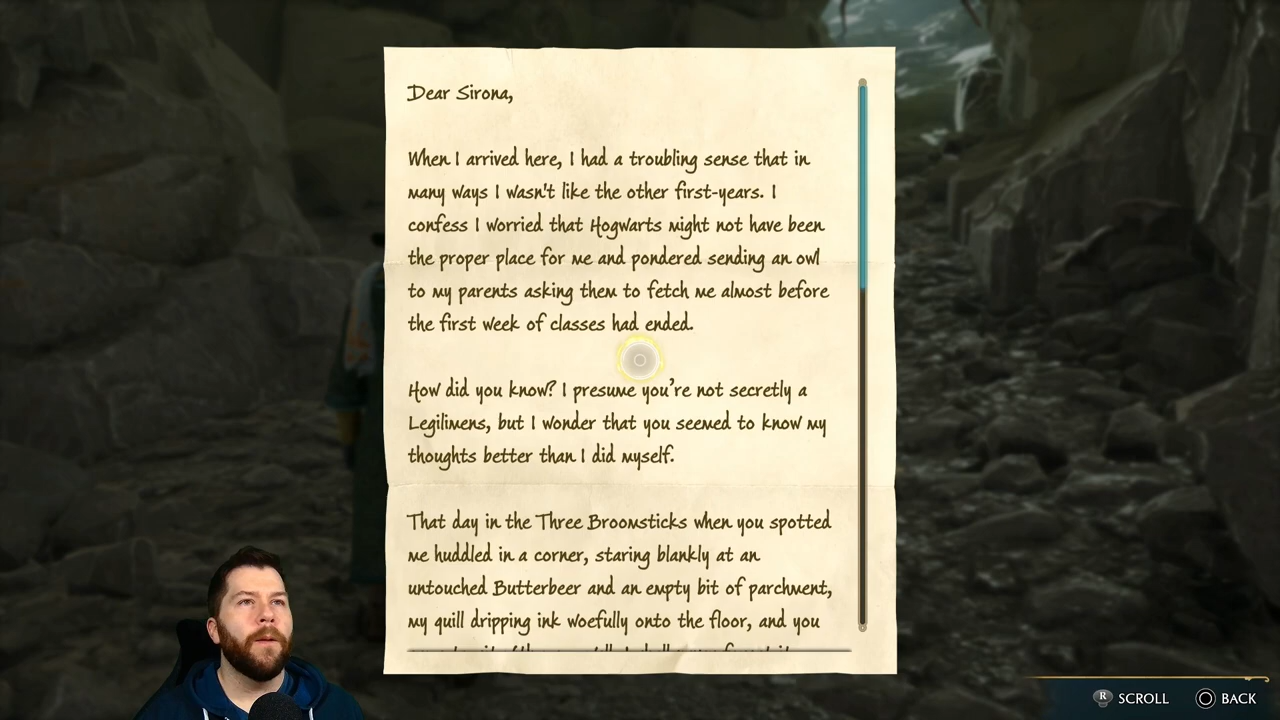 Dear Sirona,
When I arrived here, I had a troubling sense that in
many ways I wasn't like the other first-years. I
confess I worried that Hogwarts might not have been
the proper place for me and pondered sending an owl
to my parents asking them to fetch me almost before
the first week of classes had ended.
How did you know? I presume you're not secretly a
Legilimens, but I wonder that you seemed to know my
thoughts better than I did myself.
That day in the Three Broomsticks when you spotted
me huddled in a corner, staring blankly at an
untouched Butterbeer and an empty bit of parchment,
my quill dripping ink woefully onto the floor, and you
R SCROLL
BACK